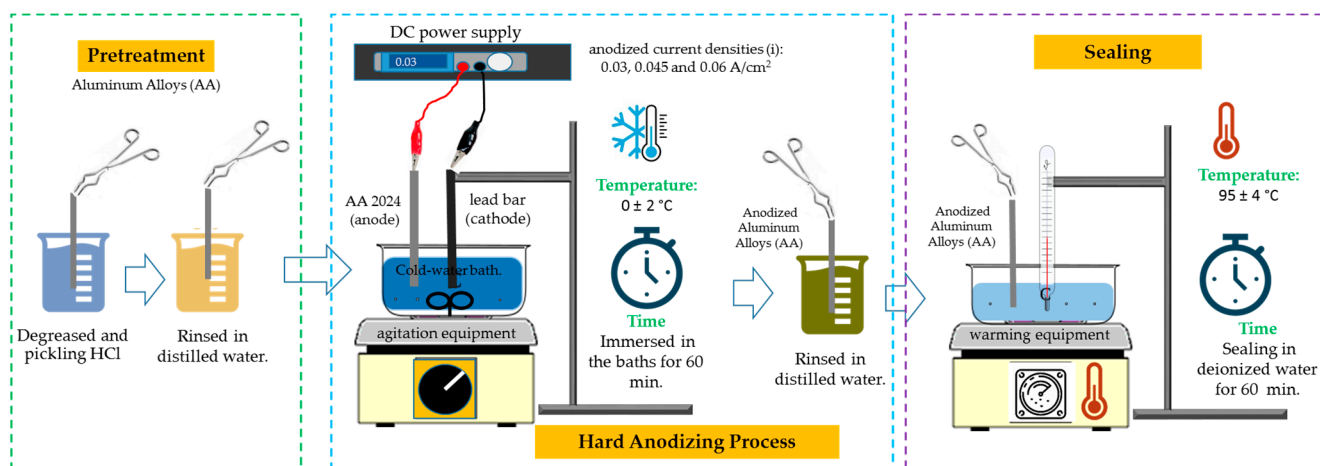 Pretreatment
Aluminum Alloys (AA)
Degreased and
pickling HCl
Rinsed in
distilled water.
DC power supply
0.03
anodized current densities (i):
0.03, 0.045 and 0.06 A/cm²
AA 2024
(anode)
lead bar
(cathode)
Cold-water bath.
agitation equipment
Temperature:
0 ± 2 °C
Time
Immersed in
the baths for 60
min.
Anodized
Aluminum
Alloys (AA)
Rinsed in
distilled water.
Hard Anodizing Process
Sealing
Anodized
Aluminum
Alloys (AA)
warming equipment
Temperature:
95 ± 4 °C
Time
Sealing in
deionized water
for 60 min.